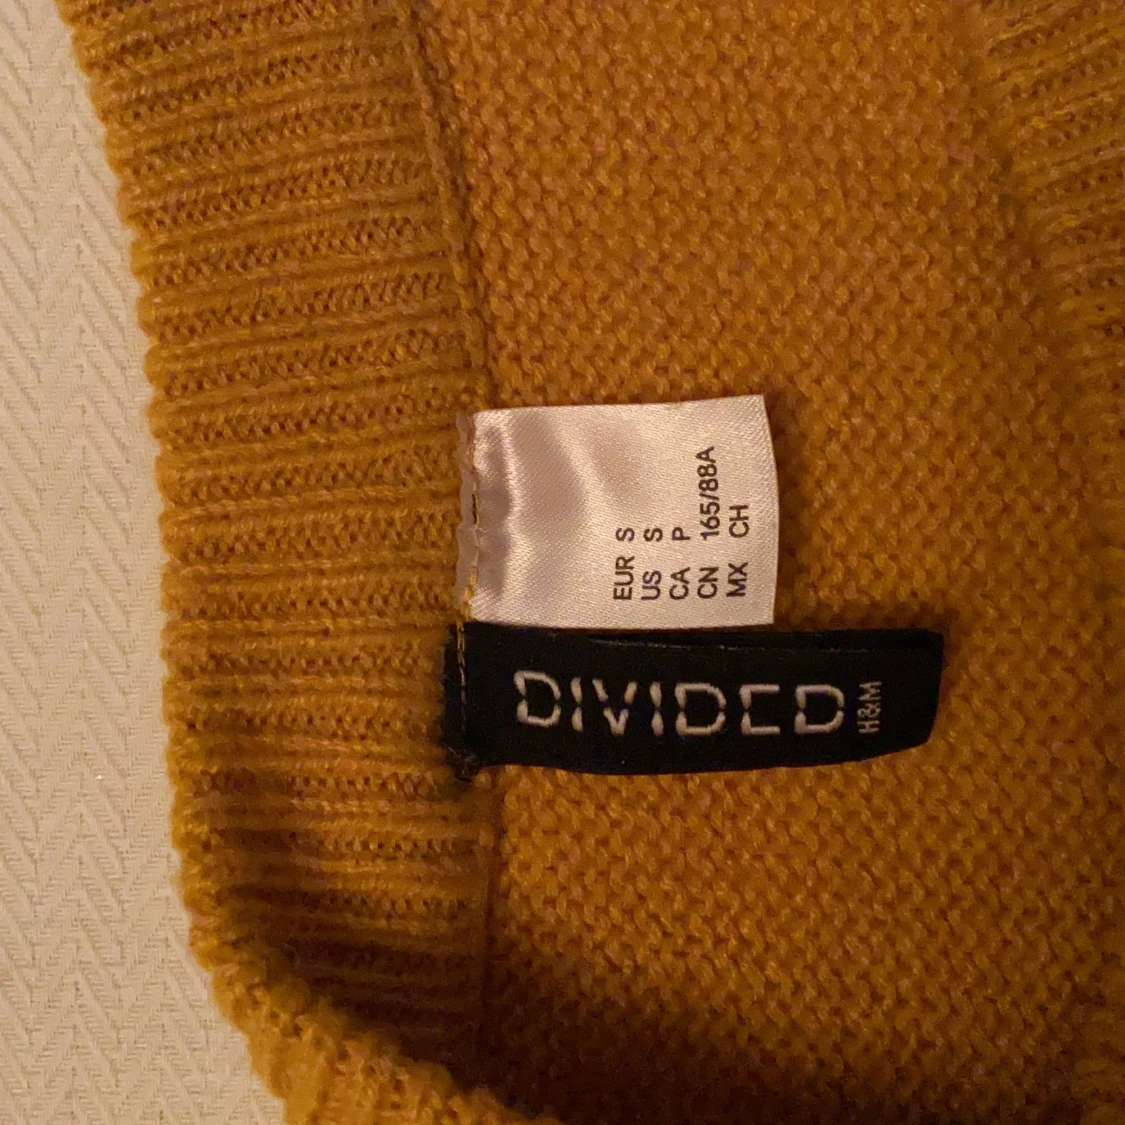 EUR S
US S
CA P
CN 165/88A
MX CH
DIVIDED
H&M